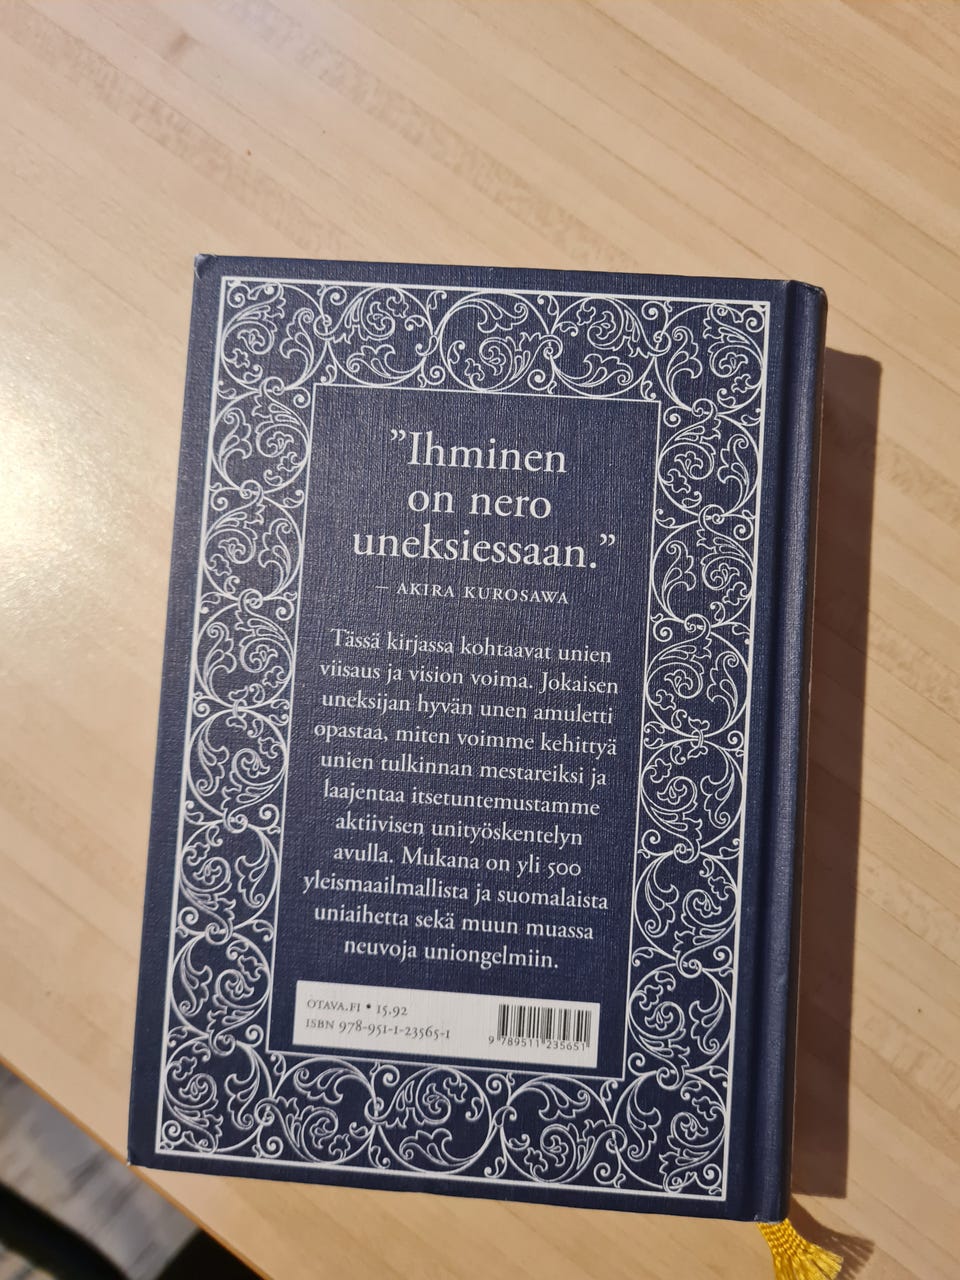 ”Ihminen
on nero
uneksiessaan.”
– AKIRA KUROSAWA
Tässä kirjassa kohtaavat unien
viisaus ja vision voima. Jokaisen
uneksijan hyvän unen amuletti
opastaa, miten voimme kehittyä
unien tulkinnan mestareiksi ja
laajentaa itsetuntemustamme
aktiivisen unityöskentelyn
avulla. Mukana on yli 500
yleismaailmallista ja suomalaista
uniaihetta sekä muun muassa
neuvoja uniongelmiin.
OTAVA.FI • 15.92
ISBN 978-951-1-23565-1
9 789511 235651